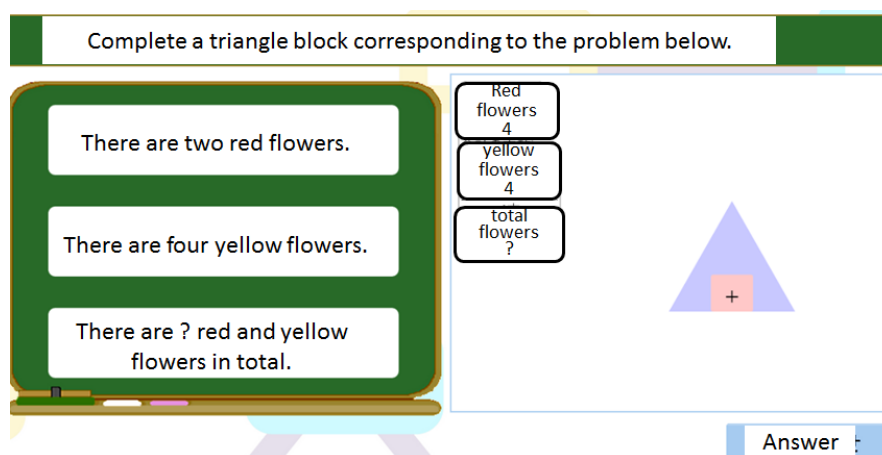 Complete a triangle block corresponding to the problem below.
There are two red flowers.
There are four yellow flowers.
There are ? red and yellow
flowers in total.
Red
flowers
4
yellow
flowers
4
total
flowers
?
+
Answer